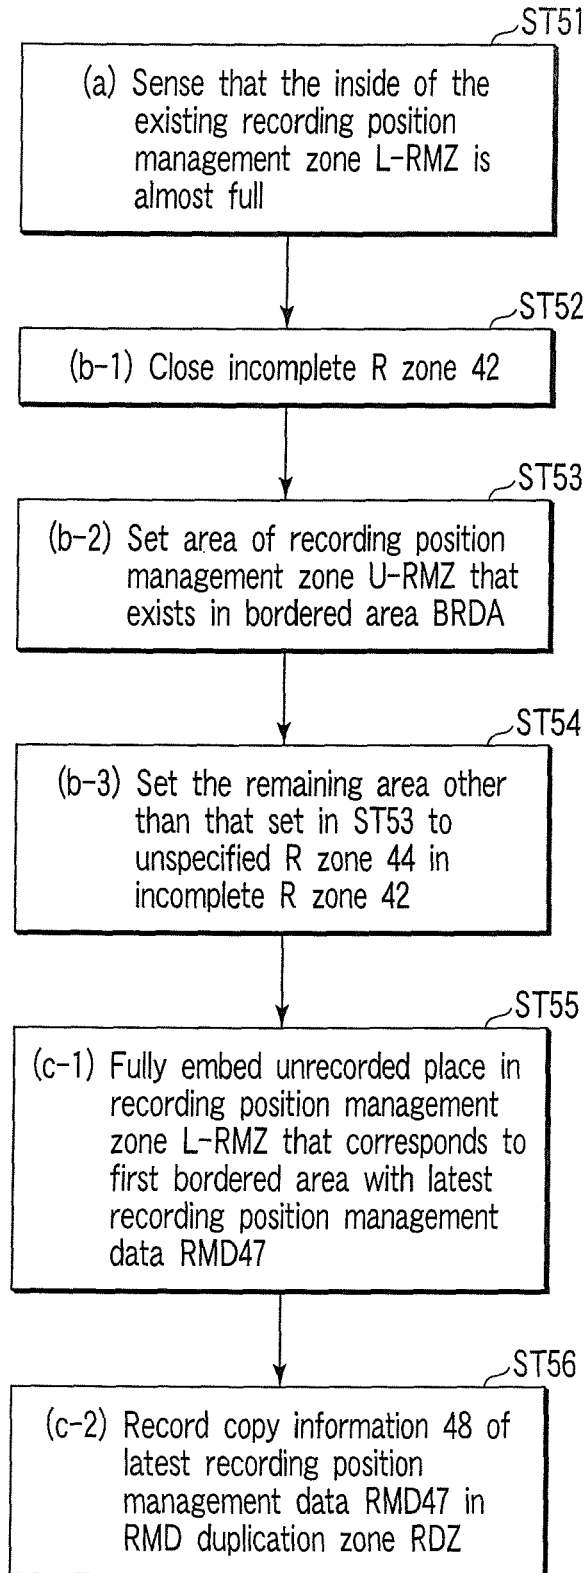 ST51
(a) Sense that the inside of the
existing recording position
management zone L-RMZ is
almost full
ST52
(b-1) Close incomplete R zone 42
ST53
(b-2) Set area of recording position
management zone U-RMZ that
exists in bordered area BRDA
ST54
(b-3) Set the remaining area other
than that set in ST53 to
unspecified R zone 44 in
incomplete R zone 42
ST55
(c-1) Fully embed unrecorded place in
recording position management
zone L-RMZ that corresponds to
first bordered area with latest
recording position management
data RMD47
ST56
(c-2) Record copy information 48 of
latest recording position
management data RMD47 in
RMD duplication zone RDZ